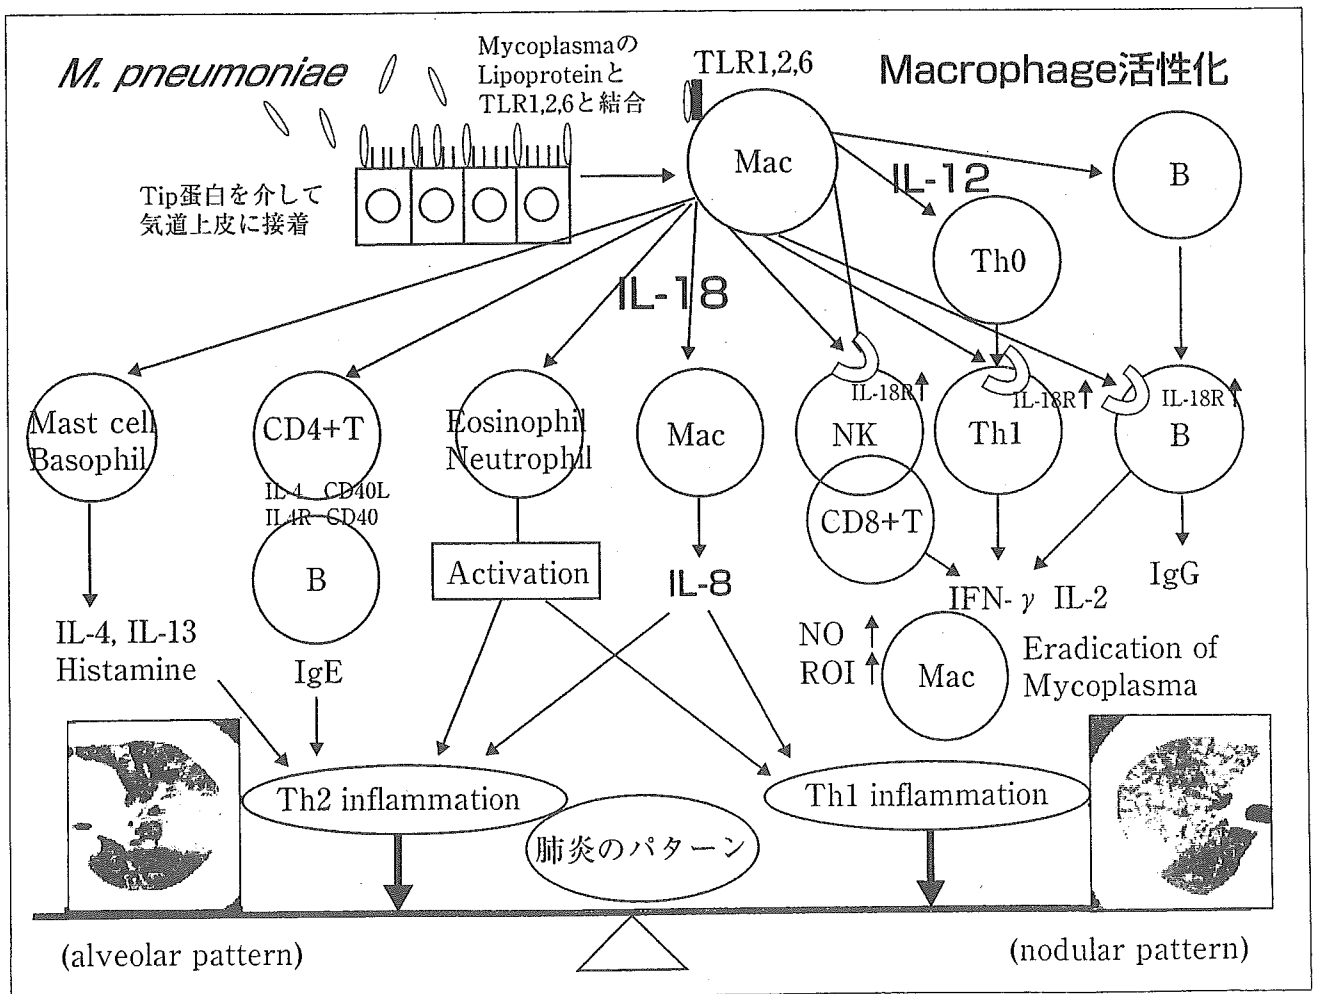 M. pneumoniae
Mycoplasmaの
Lipoproteinと
TLR1,2,6と結合
TLR1,2,6
Macrophage活性化
Tip蛋白を介して
気道上皮に接着
Mac
IL-12
B
Th0
IL-18
Mast cell
Basophil
CD4+T
IL-4 CD40L
IL4R CD40
B
Eosinophil
Neutrophil
Mac
IL-18R
NK
CD8+T
IL-18R
Th1
IL-18R
B
Activation
IL-8
IFN-γ IL-2
IgG
IL-4, IL-13
Histamine
IgE
NO
ROI
Mac
Eradication of
Mycoplasma
Th2 inflammation
Th1 inflammation
肺炎のパターン
(alveolar pattern)
(nodular pattern)